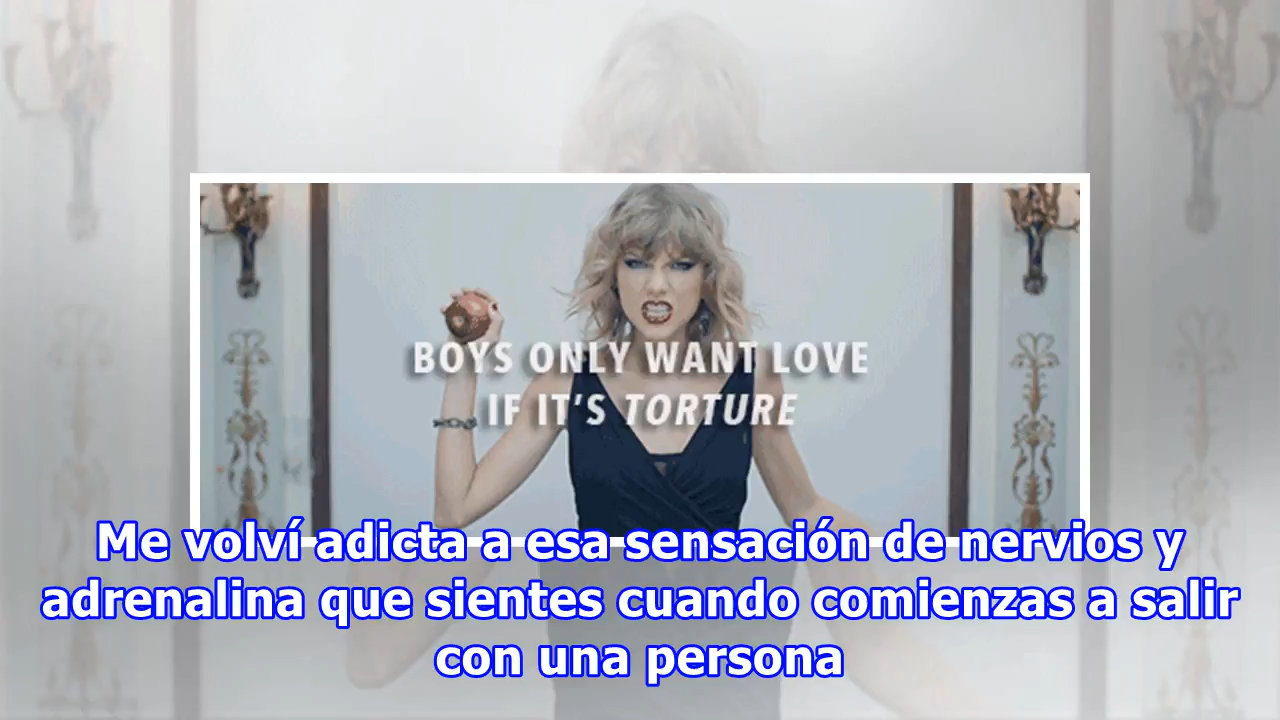 BOYS ONLY WANT LOVE
IF IT'S TORTURE
Me volví adicta a esa sensación de nervios y
adrenalina que sientes cuando comienzas a salir
con una persona